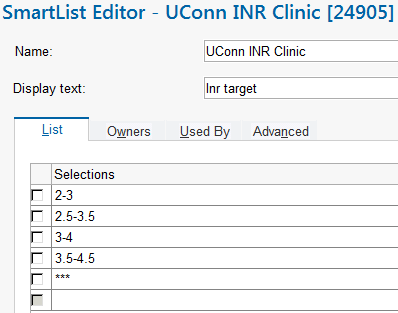 SmartList Editor - UConn INR Clinic [24905]
Name: UConn INR Clinic
Display text: Inr target
List Owners Used By Advanced
Selections
2-3
2.5-3.5
3-4
3.5-4.5
***